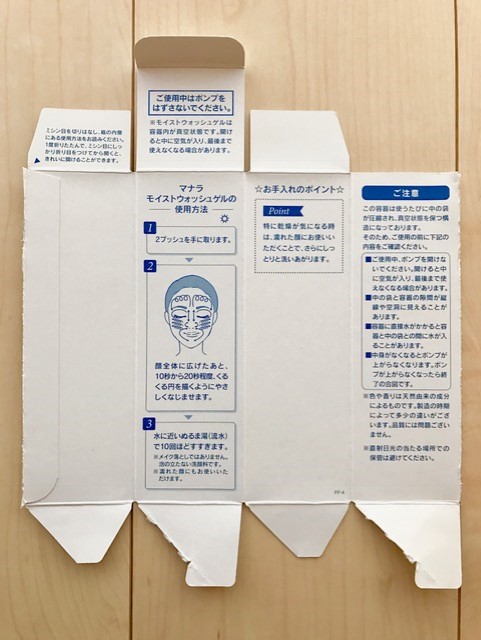 ご使用中はポンプを
はずさないでください。
※モイストウォッシュゲルは
容器内が真空状態です。開け
ると中に空気が入り、最後まで
使えなくなる場合があります。
ミシン目を切りはなし、箱の内側
にある使用方法をお読みください。
1度折りたたんで、ミシン目にしっ
かり折り目をつけてから開くと、
きれいに開けることができます。
マナラ
モイストウォッシュゲルの
使用方法
1
2プッシュを手に取ります。
2
顔全体に広げたあと、
10秒から20秒程度、くる
くる円を描くようにやさ
しくなじませます。
3
水に近いぬるま湯(流水)
で10回ほどすすぎます。
※メイク落としではありません。
泡の立たない洗顔料です。
※濡れた顔にもお使いいた
だけます。
☆お手入れのポイント☆
Point
特に乾燥が気になる時
は、濡れた顔にお使いい
ただくことで、さらにしっ
とりと洗いあがります。
PP-4
ご注意
この容器は使うたびに中の袋
が圧縮され、真空状態を保つ構
造になっております。
そのため、ご使用の前に下記の
内容をご確認ください。
■ご使用中、ポンプを開けな
いでください。開けると中
に空気が入り、最後まで使
えなくなる場合があります。
■中の袋と容器の隙間が縦
線や空洞に見えることが
あります。
■容器に直接水がかかると容
器と中の袋との間に水が入
ることがあります。
■中身がなくなるとポンプが
上がらなくなります。ポンプ
が上がらなくなったら終
了の合図です。
※色や香りは天然由来の成分
によるものです。製造の時期
によって多少の違いがござ
います。品質には問題ござい
ません。
※直射日光の当たる場所での
保管は避けてください。